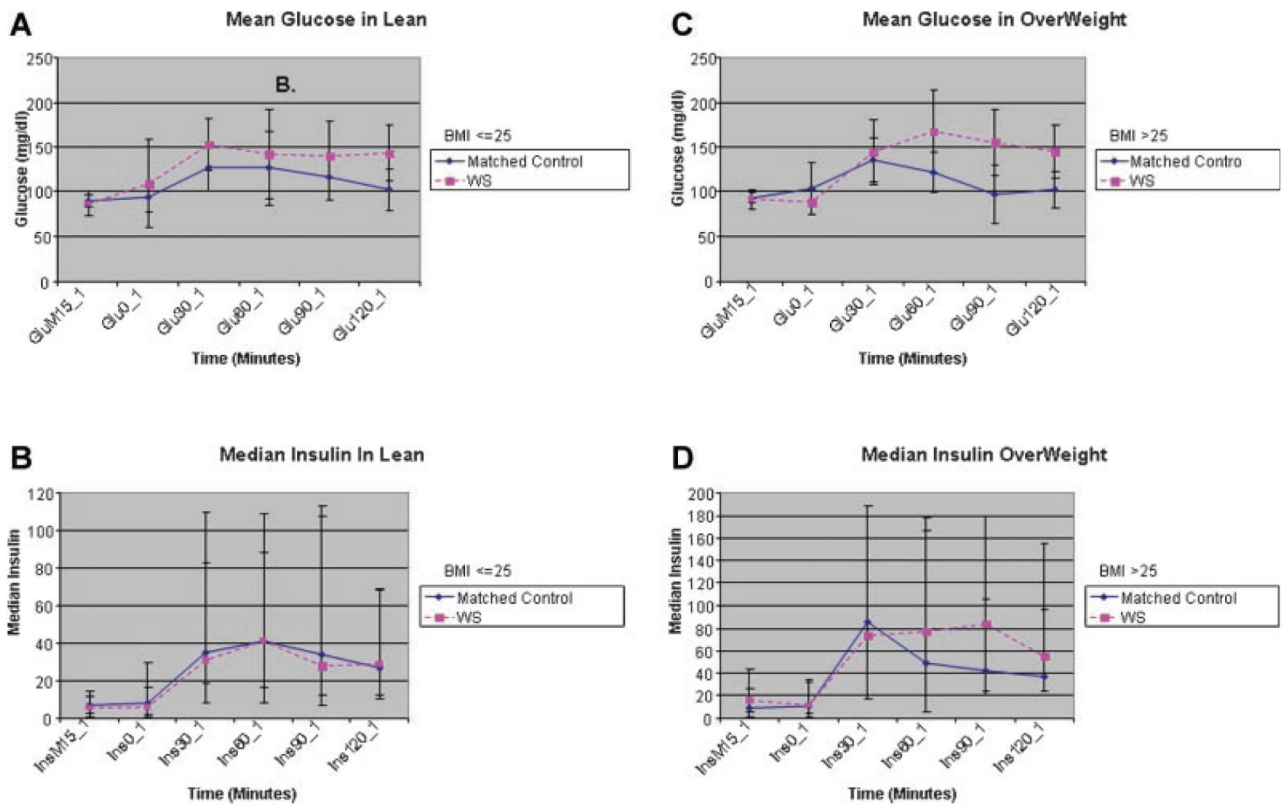 A
Mean Glucose in Lean
250
200
150
100
50
0
Glucose (mg/dl)
B.
GluM15_1
Glu0_1
Glu30_1
Glu60_1
Glu90_1
Glu120_1
Time (Minutes)
BMI <=25
Matched Control
WS
C
Mean Glucose in OverWeight
250
200
150
100
50
0
Glucose (mg/dl)
GluM15_1
Glu0_1
Glu30_1
Glu60_1
Glu90_1
Glu120_1
Time (Minutes)
BMI >25
Matched Contro
WS
B
Median Insulin In Lean
120
100
80
60
40
20
0
Median Insulin
InsM15_1
Ins0_1
Ins30_1
Ins60_1
Ins90_1
Ins120_1
Time (Minutes)
BMI <=25
Matched Control
WS
D
Median Insulin OverWeight
200
180
160
140
120
100
80
60
40
20
0
Median Insulin
InsM15_1
Ins0_1
Ins30_1
Ins60_1
Ins90_1
Ins120_1
Time (Minutes)
BMI >25
Matched Control
WS